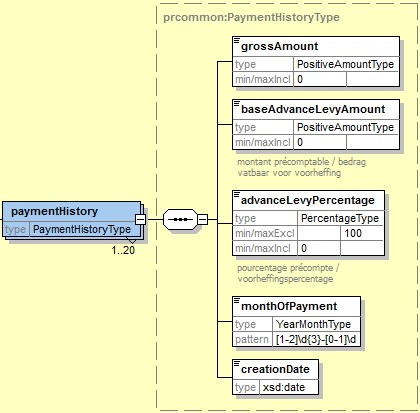 prcommon:PaymentHistoryType
grossAmount
type PositiveAmountType
min/maxIncl 0
baseAdvanceLevyAmount
type PositiveAmountType
min/maxIncl 0
montant précomptable / bedrag
vatbaar voor voorheffing
advanceLevyPercentage
type PercentageType
min/maxExcl 100
min/maxIncl 0
pourcentage précompte /
voorheffingspercentage
paymentHistory
type PaymentHistoryType
1..20
monthOfPayment
type YearMonthType
pattern [1-2]\d{3}-[0-1]\d
creationDate
type xsd:date